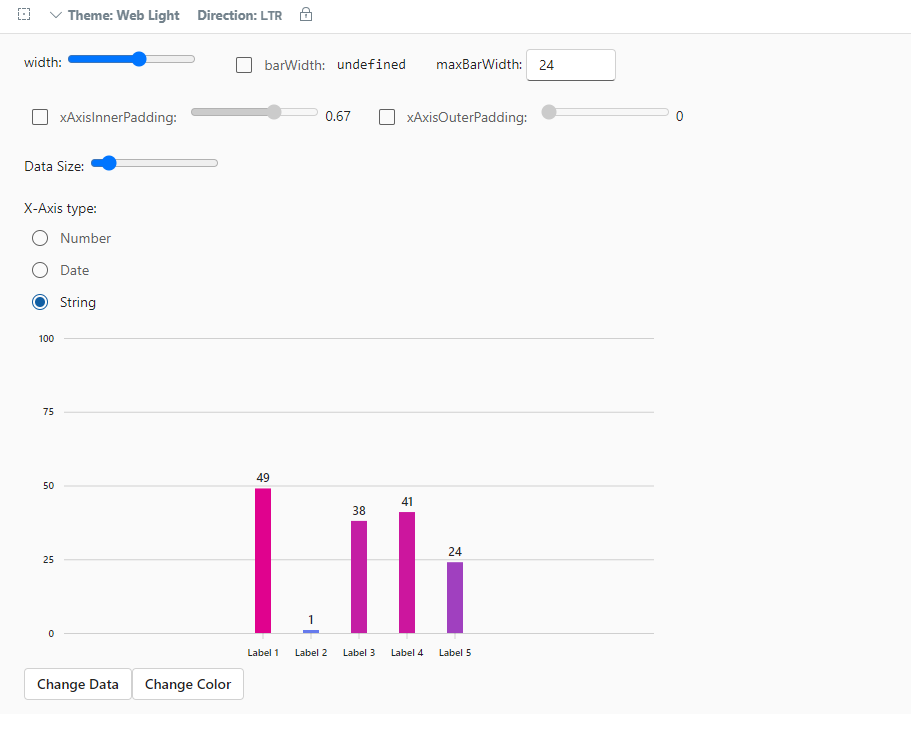 Theme: Web Light Direction: LTR
width: barWidth: undefined maxBarWidth: 24
xAxisInnerPadding: 0.67 xAxisOuterPadding: 0
Data Size:
X-Axis type:
Number
Date
String
100
75
50
25
0
49
1
38
41
24
Label 1 Label 2 Label 3 Label 4 Label 5
Change Data Change Color